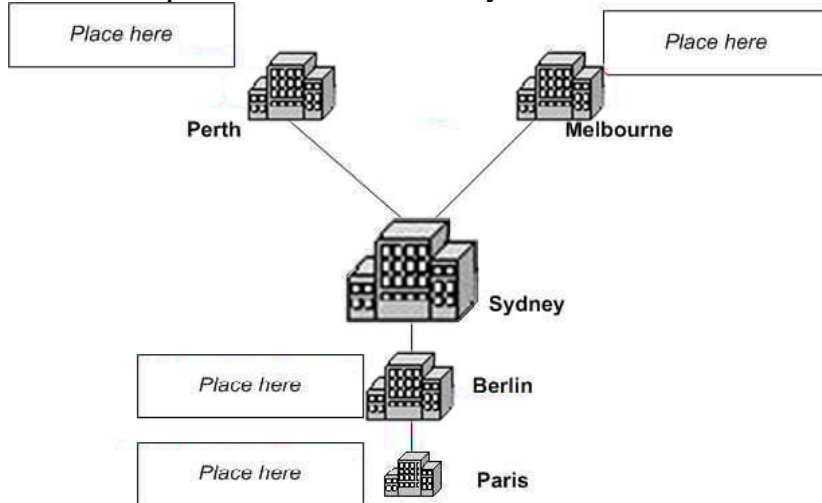 Place here
Place here
Perth
Melbourne
Sydney
Place here
Berlin
Place here
Paris